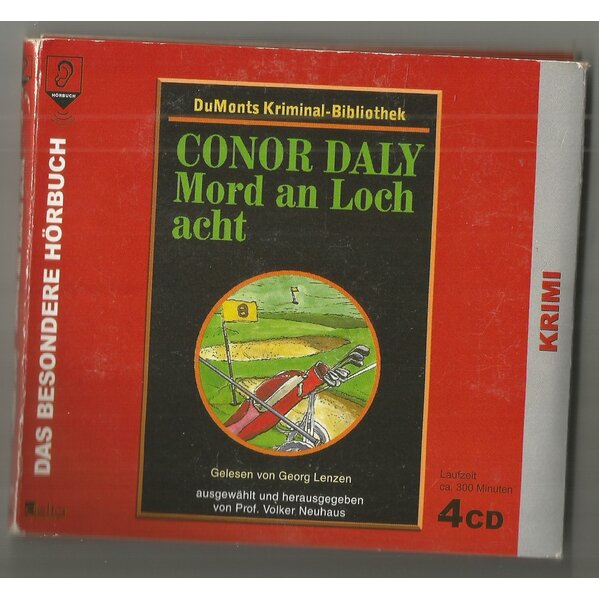 HÖRBUCH
DAS BESONDERE HÖRBUCH
DuMonts Kriminal-Bibliothek
CONOR DALY
Mord an Loch
acht
8
Gelesen von Georg Lenzen
ausgewählt und herausgegeben
von Prof. Volker Neuhaus
KRIMI
Laufzeit
ca. 300 Minuten
4CD